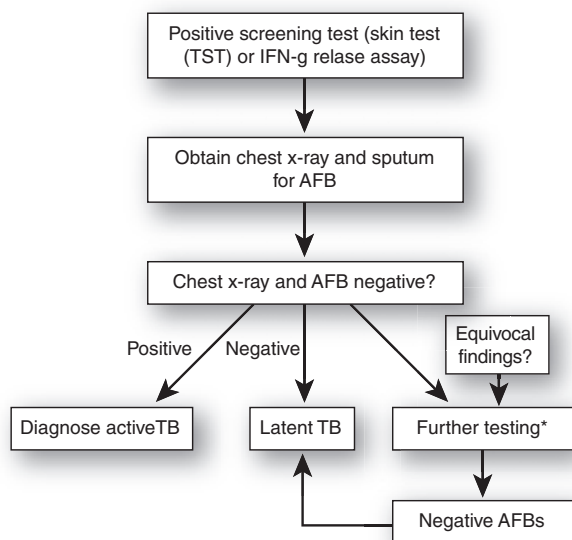 Positive screening test (skin test
(TST) or IFN-g relase assay)
Obtain chest x-ray and sputum
for AFB
Chest x-ray and AFB negative?
Positive
Negative
Equivocal
findings?
Diagnose activeTB
Latent TB
Further testing*
Negative AFBs